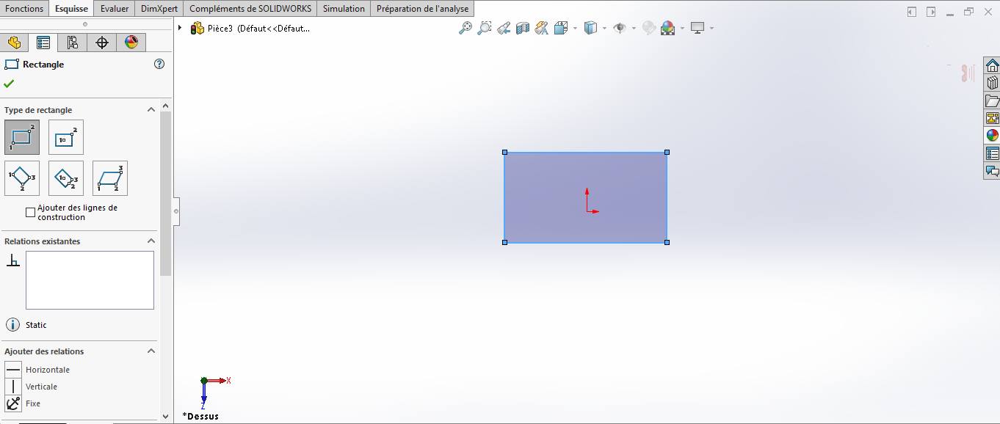 Fonctions Esquisse Evaluer DimXpert Compléments de SOLIDWORKS Simulation Préparation de l'analyse
Pièce3 (Défaut<<Défaut...
Rectangle
Type de rectangle
Ajouter des lignes de
construction
Relations existantes
Static
Ajouter des relations
Horizontale
Verticale
Fixe
X
Z
*Dessus